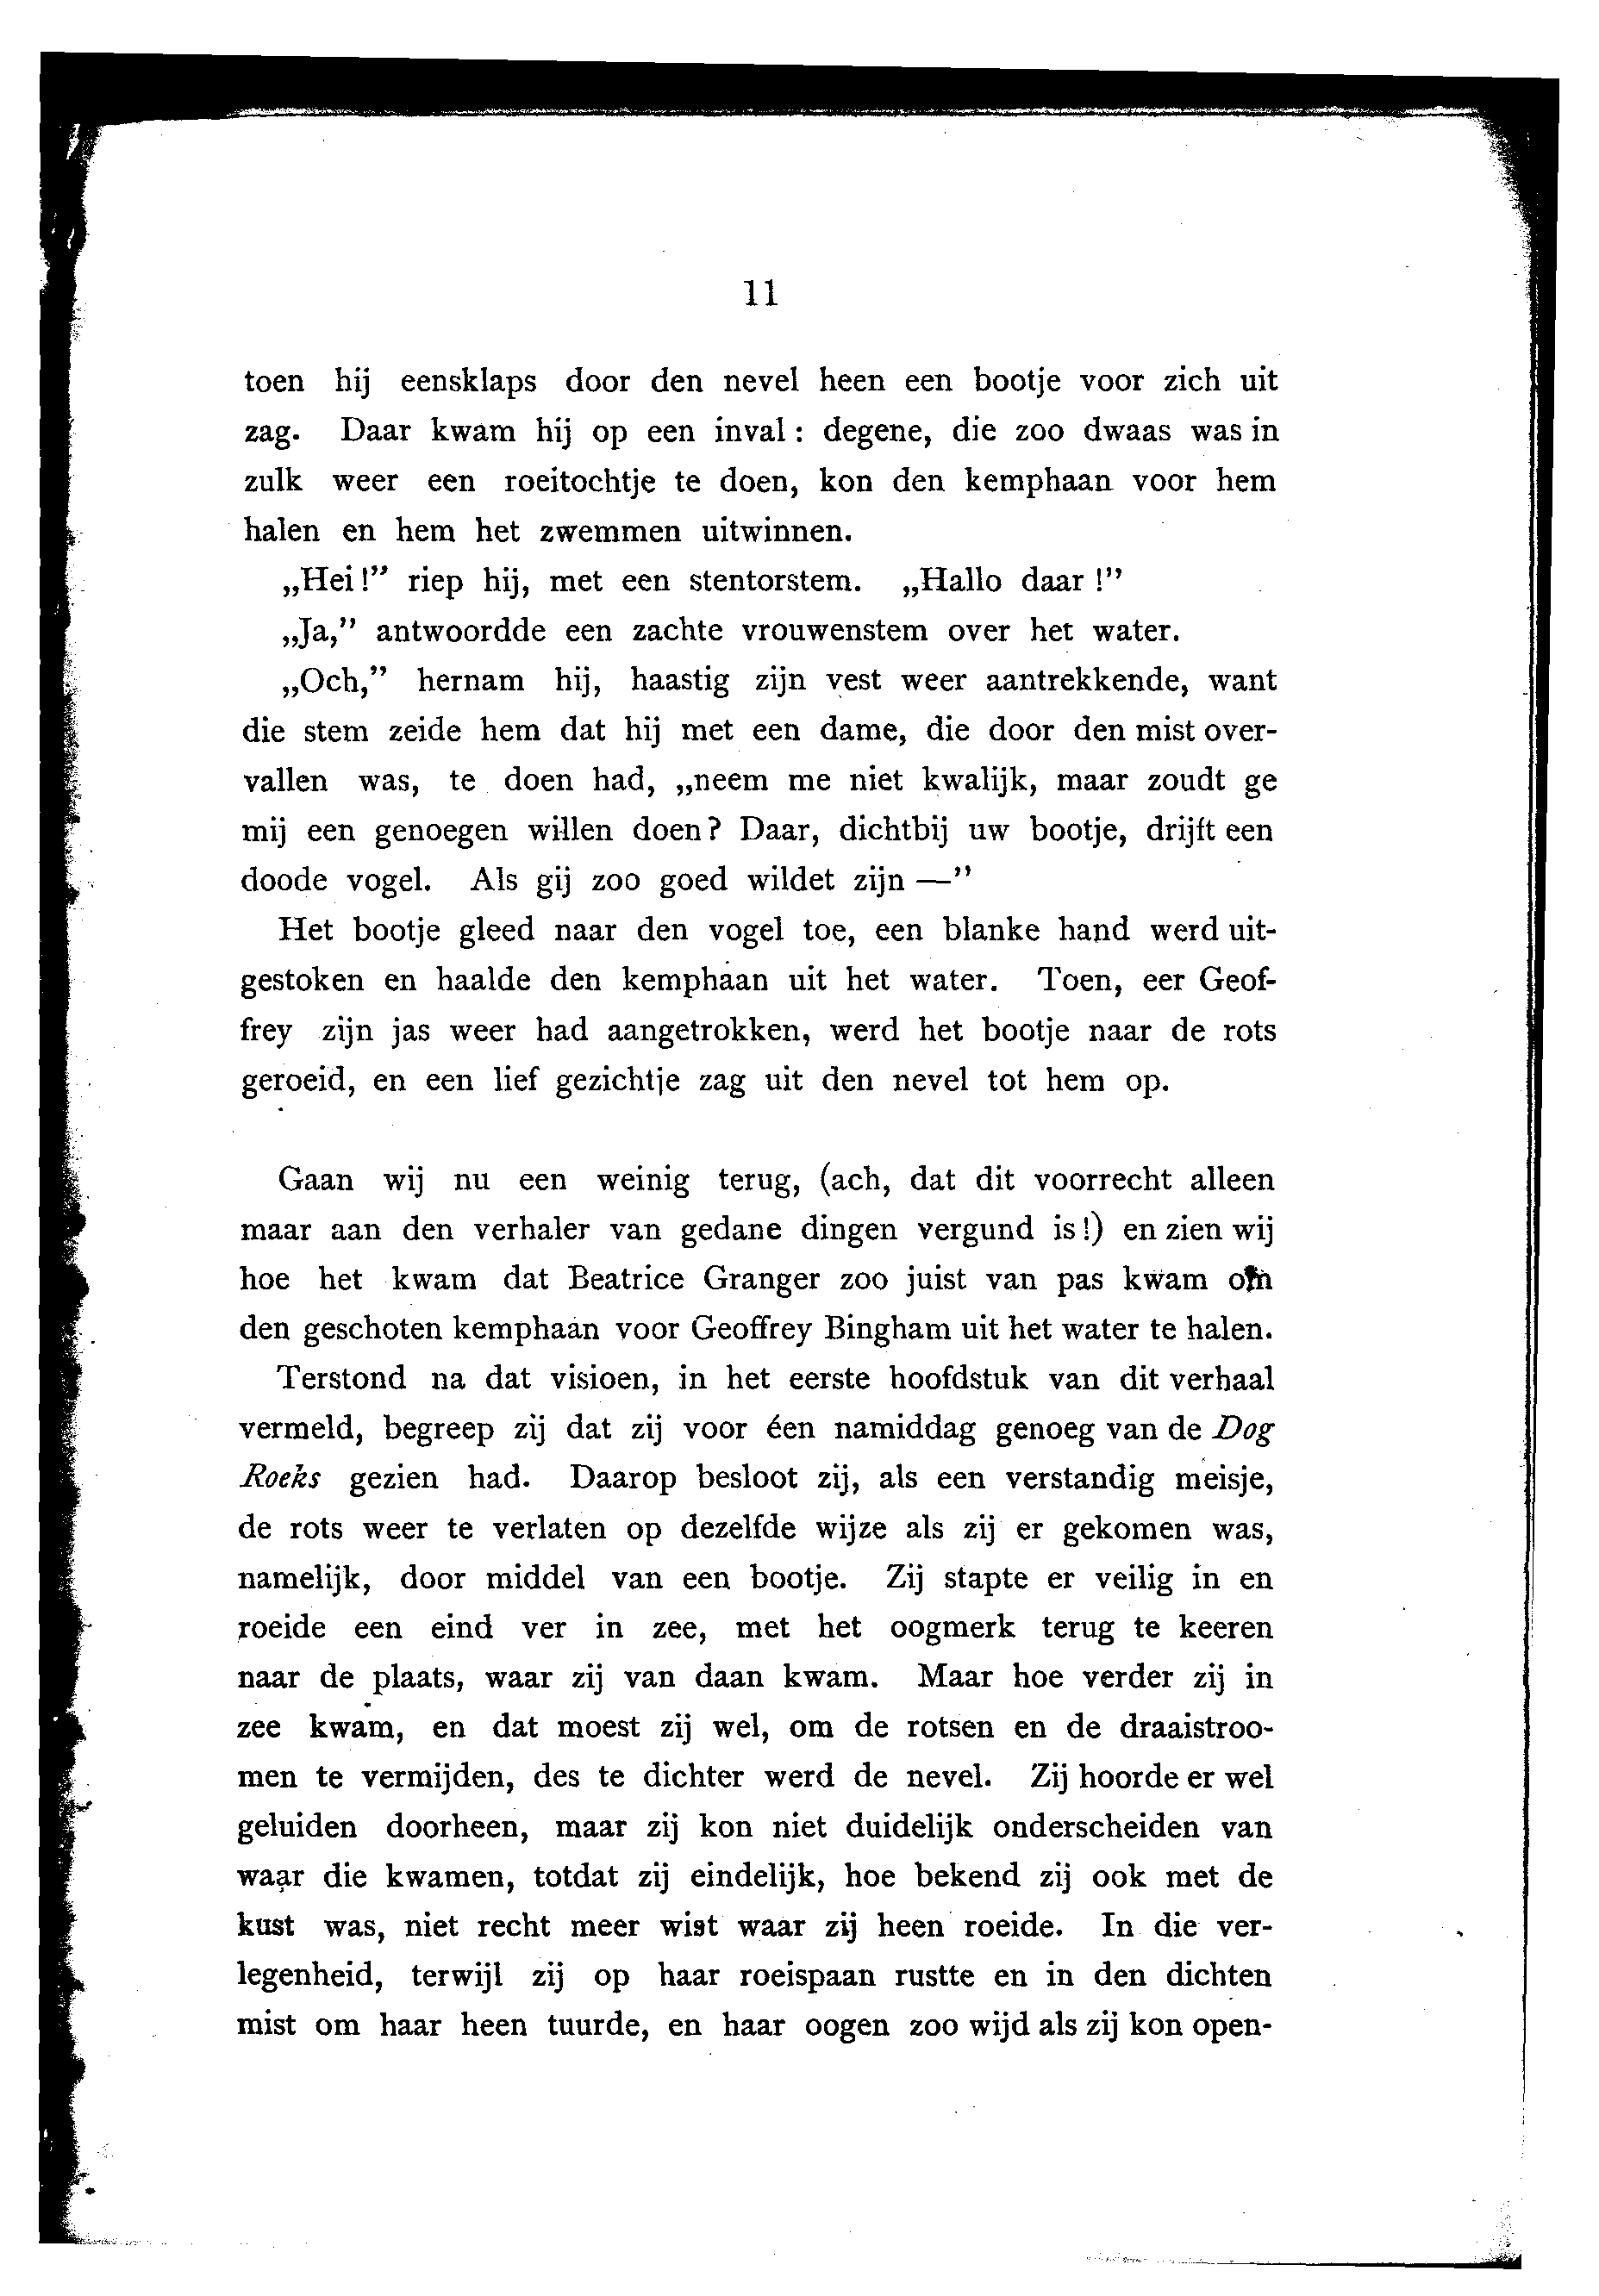 11
toen hij eensklaps door den nevel heen een bootje voor zich uit
zag. Daar kwam hij op een inval: degene, die zoo dwaas was in
zulk weer een roeitochtje te doen, kon den kemphaan voor hem
halen en hem het zwemmen uitwinnen.
„Hei!” riep hij, met een stentorstem. „Hallo daar!”
„Ja,” antwoordde een zachte vrouwenstem over het water.
„Och,” hernam hij, haastig zijn vest weer aantrekkende, want
die stem zeide hem dat hij met een dame, die door den mist over-
vallen was, te doen had, „neem me niet kwalijk, maar zoudt ge
mij een genoegen willen doen? Daar, dichtbij uw bootje, drijft een
doode vogel. Als gij zoo goed wildet zijn —”
Het bootje gleed naar den vogel toe, een blanke hand werd uit-
gestoken en haalde den kemphaan uit het water. Toen, eer Geof-
frey zijn jas weer had aangetrokken, werd het bootje naar de rots
geroeid, en een lief gezichtje zag uit den nevel tot hem op.
Gaan wij nu een weinig terug, (ach, dat dit voorrecht alleen
maar aan den verhaler van gedane dingen vergund is!) en zien wij
hoe het kwam dat Beatrice Granger zoo juist van pas kwam om
den geschoten kemphaan voor Geoffrey Bingham uit het water te halen.
Terstond na dat visioen, in het eerste hoofdstuk van dit verhaal
vermeld, begreep zij dat zij voor éen namiddag genoeg van de Dog
Roeks gezien had. Daarop besloot zij, als een verstandig meisje,
de rots weer te verlaten op dezelfde wijze als zij er gekomen was,
namelijk, door middel van een bootje. Zij stapte er veilig in en
roeide een eind ver in zee, met het oogmerk terug te keeren
naar de plaats, waar zij van daan kwam. Maar hoe verder zij in
zee kwam, en dat moest zij wel, om de rotsen en de draaistroo-
men te vermijden, des te dichter werd de nevel. Zij hoorde er wel
geluiden doorheen, maar zij kon niet duidelijk onderscheiden van
waar die kwamen, totdat zij eindelijk, hoe bekend zij ook met de
kust was, niet recht meer wist waar zij heen roeide. In die ver-
legenheid, terwijl zij op haar roeispaan rustte en in den dichten
mist om haar heen tuurde, en haar oogen zoo wijd als zij kon open-